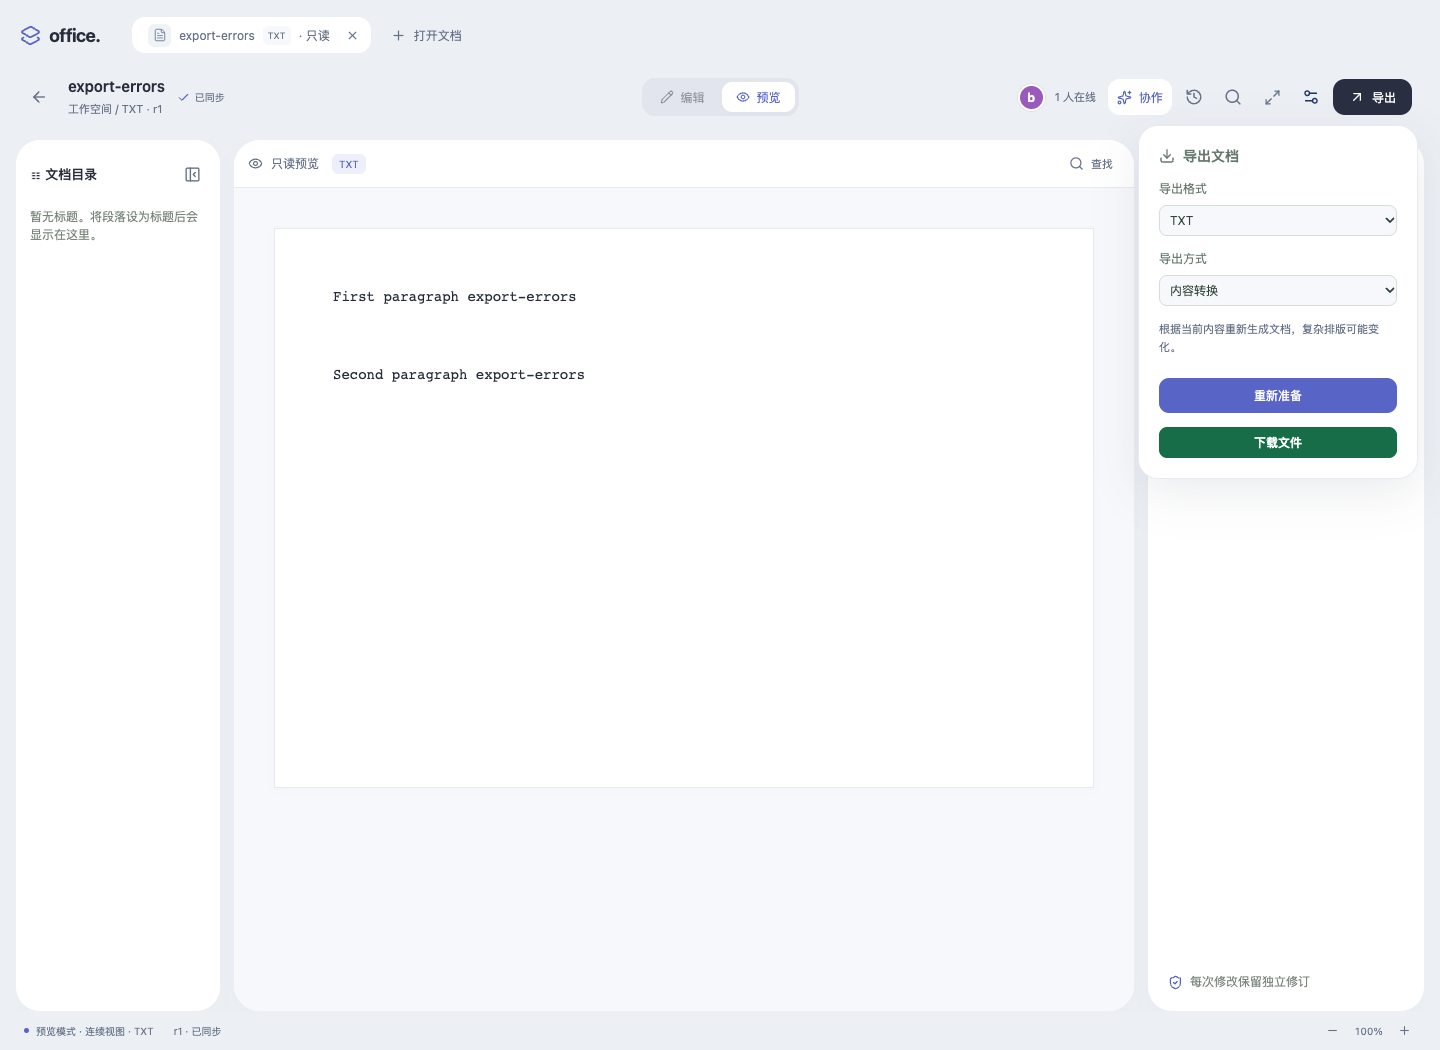 office.
export-errors TXT · 只读
打开文档
export-errors
工作空间 / TXT · r1
已同步
编辑
预览
b
1 人在线
协作
导出
文档目录
暂无标题。将段落设为标题后会
显示在这里。
只读预览 TXT
查找
First paragraph export-errors
Second paragraph export-errors
导出文档
导出格式
TXT
导出方式
内容转换
根据当前内容重新生成文档，复杂排版可能变
化。
重新准备
下载文件
每次修改保留独立修订
预览模式 · 连续视图 · TXT
r1 · 已同步
100%